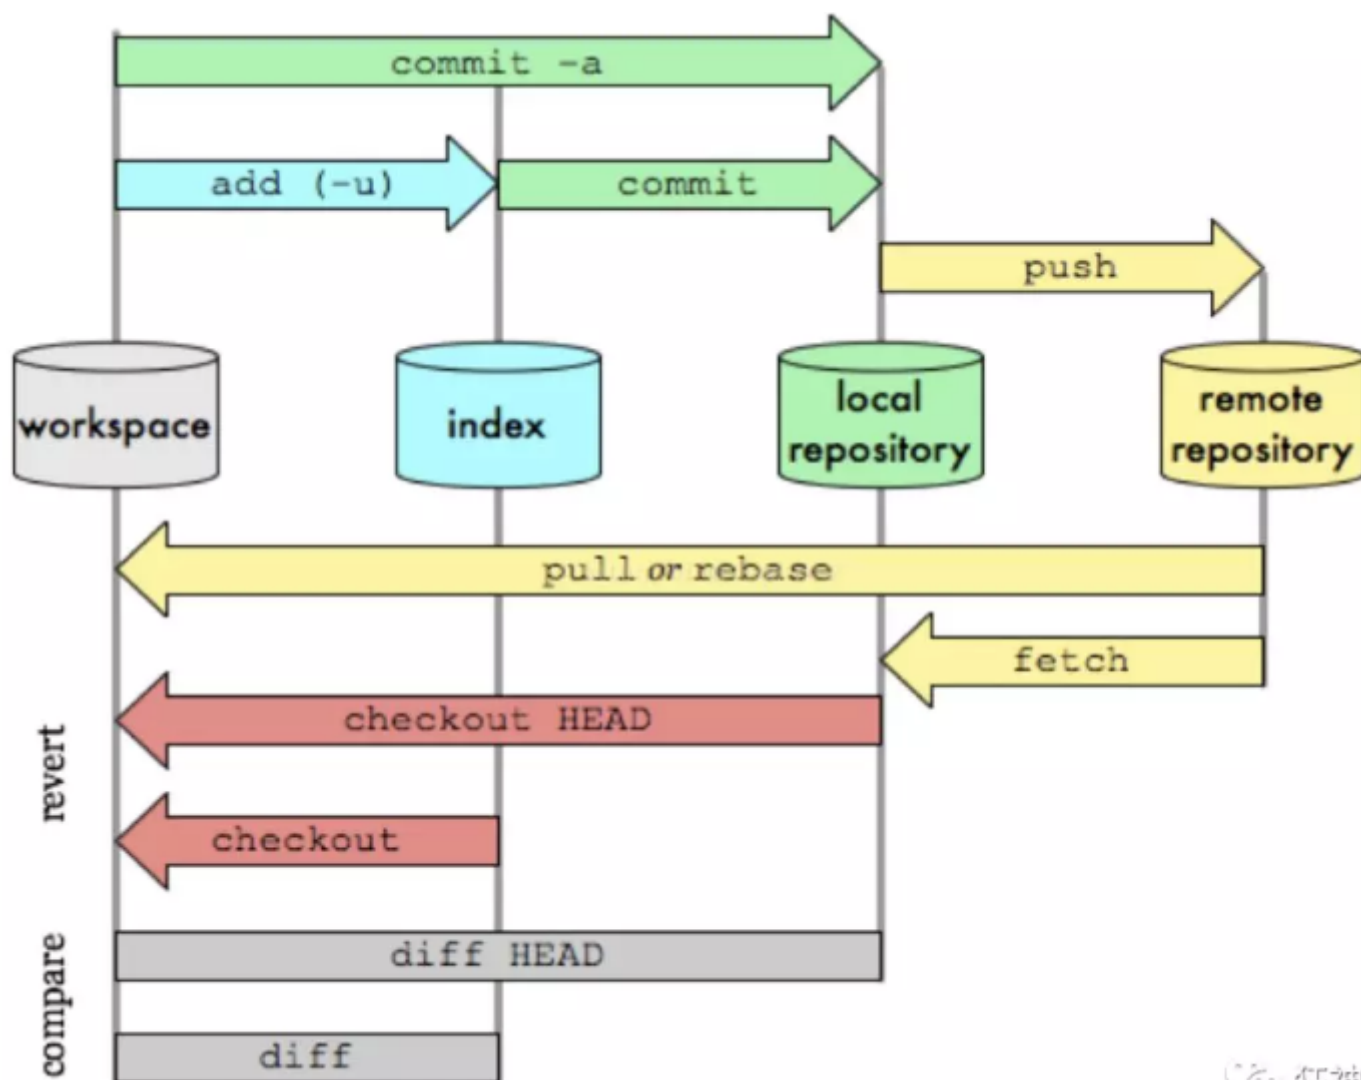 commit -a
add (-u)
commit
push
workspace
index
local
repository
remote
repository
pull or rebase
fetch
revert
checkout HEAD
checkout
compare
diff HEAD
diff